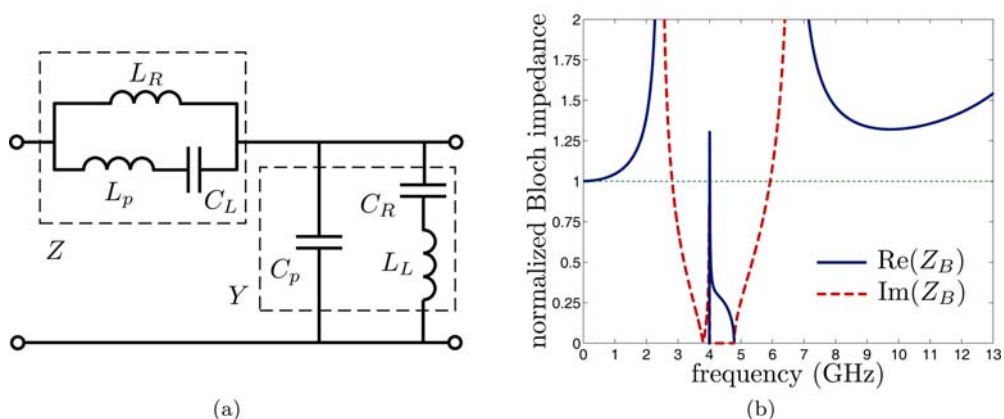 L_R
L_p
C_L
Z
C_p
C_R
L_L
Y
(a)
normalized Bloch impedance
2
1.75
1.5
1.25
1
0.75
0.5
0.25
0
Re(Z_B)
Im(Z_B)
0 1 2 3 4 5 6 7 8 9 10 11 12 13
frequency (GHz)
(b)